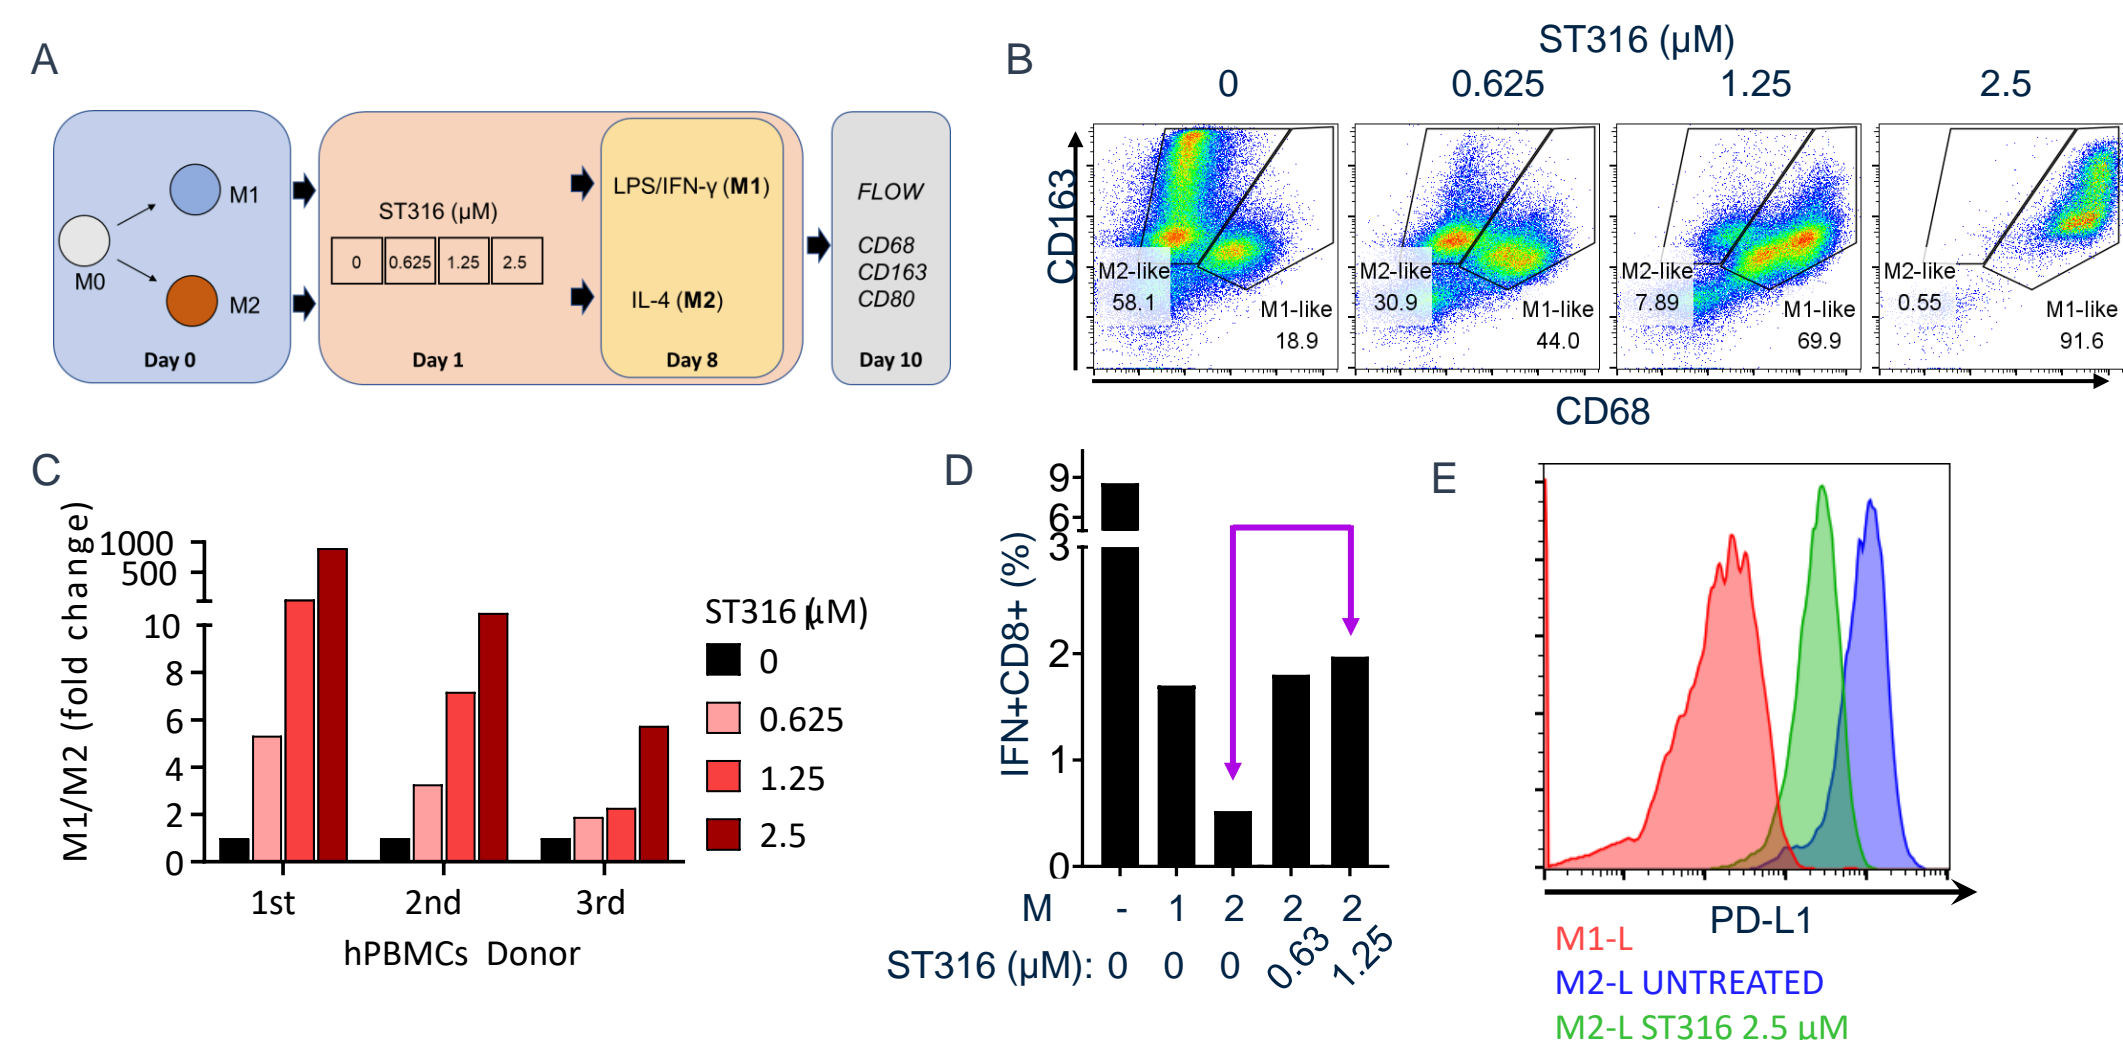 A
M0
M1
M2
Day 0
ST316 (µM)
0 0.625 1.25 2.5
Day 1
LPS/IFN-γ (M1)
IL-4 (M2)
Day 8
FLOW
CD68
CD163
CD80
Day 10
B
ST316 (µM)
0 0.625 1.25 2.5
CD163
M2-like
58.1
M1-like
18.9
M2-like
30.9
M1-like
44.0
M2-like
7.89
M1-like
69.9
M2-like
0.55
M1-like
91.6
CD68
C
M1/M2 (fold change)
1000
500
10
8
6
4
2
0
1st 2nd 3rd
hPBMCs Donor
ST316 (µM)
0
0.625
1.25
2.5
D
IFN+CD8+ (%)
9
6
3
3
2
1
0
M - 1 2 2 2
ST316 (µM): 0 0 0 0.63 1.25
E
PD-L1
M1-L
M2-L UNTREATED
M2-L ST316 2.5 µM